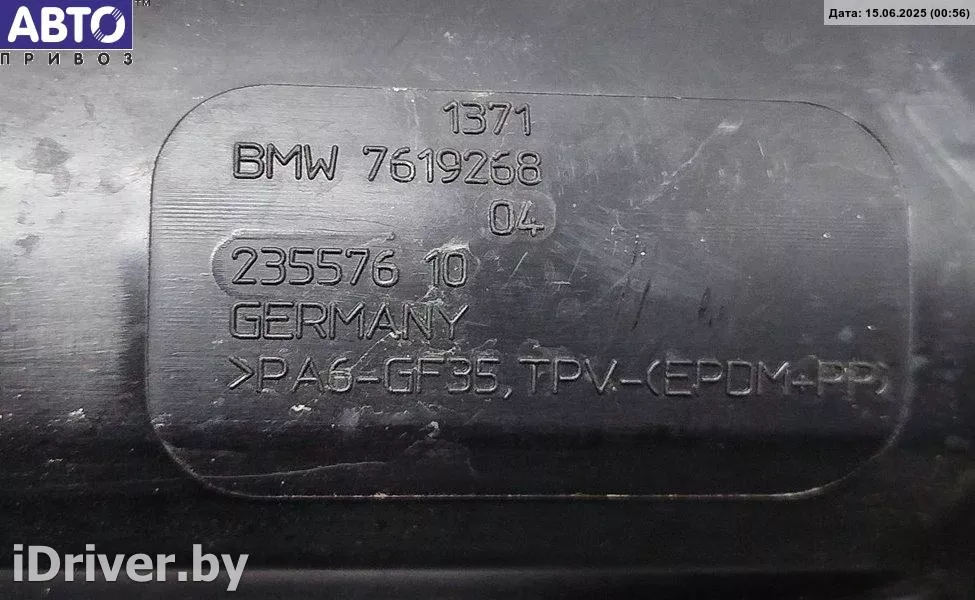 АВТО
™
ПРИВОЗ
Дата: 15.06.2025 (00:56)
1371
BMW 7619268
04
235576 10
GERMANY
>PA6-GF35, TPV-(EPDM+PP)
iDriver.by